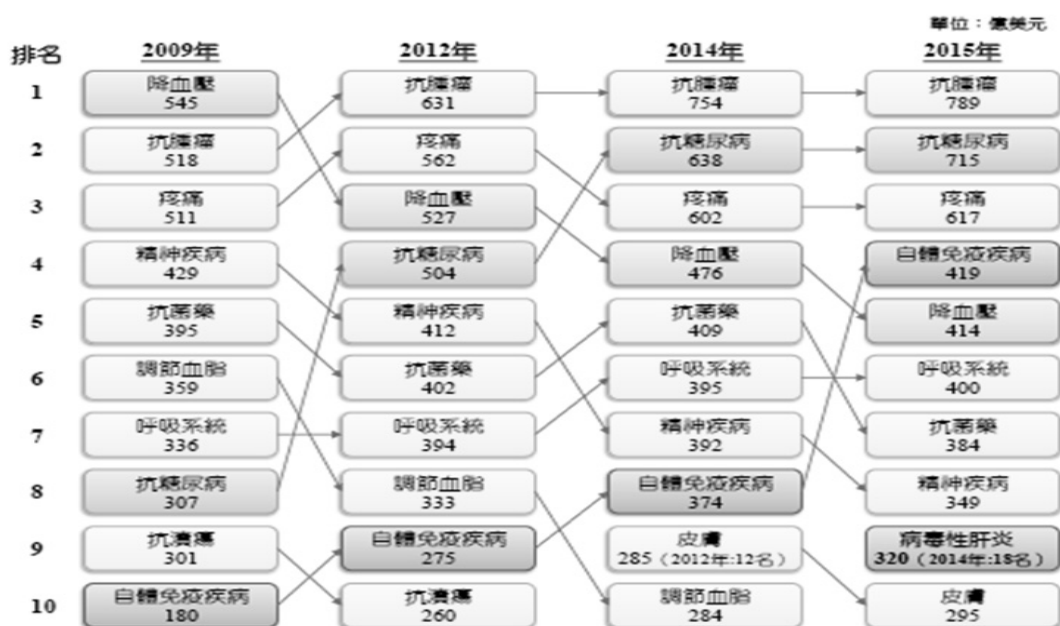 單位：億美元
排名 2009年 2012年 2014年 2015年
1 降血壓 抗腫瘤 抗腫瘤 抗腫瘤
545 631 754 789
2 抗腫瘤 疼痛 抗糖尿病 抗糖尿病
518 562 638 715
3 疼痛 降血壓 疼痛 疼痛
511 527 602 617
4 精神疾病 抗糖尿病 降血壓 自體免疫疾病
429 504 476 419
5 抗菌藥 精神疾病 抗菌藥 降血壓
395 412 409 414
6 調節血脂 抗菌藥 呼吸系統 呼吸系統
359 402 395 400
7 呼吸系統 呼吸系統 精神疾病 抗菌藥
336 394 392 384
8 抗糖尿病 調節血脂 自體免疫疾病 精神疾病
307 333 374 349
9 抗潰瘍 自體免疫疾病 皮膚 病毒性肝炎
301 275 285（2012年:12名） 320（2014年:18名）
10 自體免疫疾病 抗潰瘍 調節血脂 皮膚
180 260 284 295